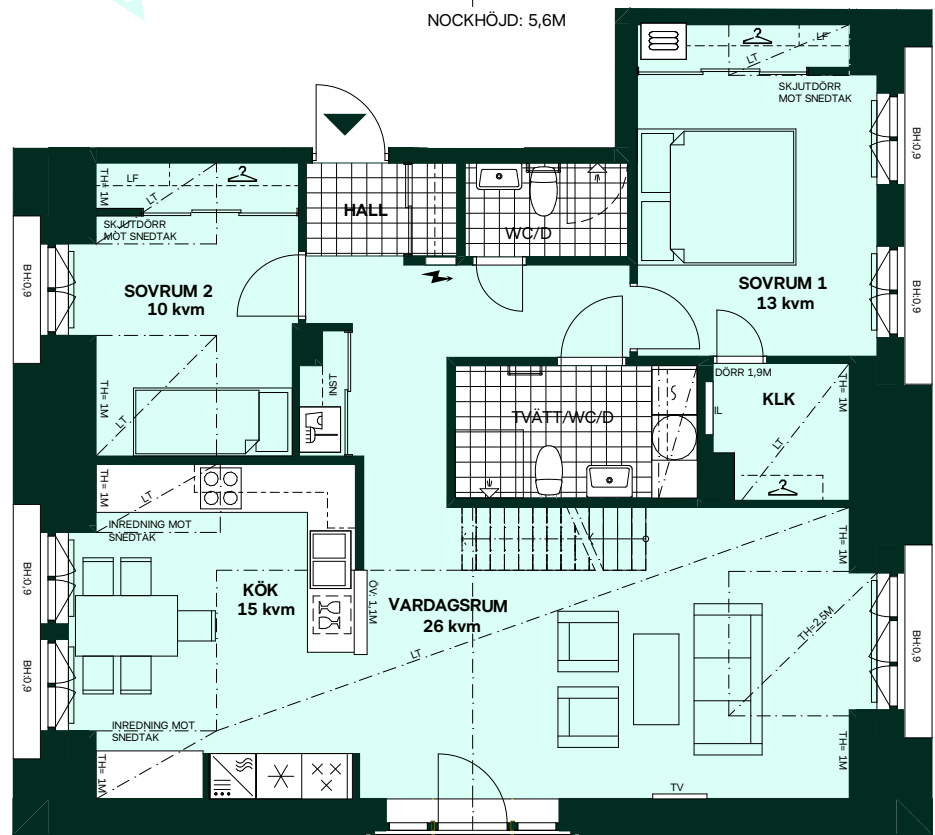 NOCKHÖJD: 5,6M
LF
LT
SKJUTDÖRR
MOT SNEDTAK
BH:0,9
TH= 1M
LF
LT
SKJUTDÖRR
MOT SNEDTAK
HALL
WC/D
BH:0,9
SOVRUM 2
10 kvm
SOVRUM 1
13 kvm
BH:0,9
TH= 1M
LT
INST
TVÄTT/WC/D
DÖRR 1,9M
IL
KLK
TH= 1M
LT
TH= 1M
LT
INREDNING MOT
SNEDTAK
BH:0,9
KÖK
15 kvm
ÖV: 1,1M
VARDAGSRUM
26 kvm
LT
TH= 1M
TH=2,5M
BH:0,9
BH:0,9
INREDNING MOT
SNEDTAK
TH= 1M
TH= 1M
TV